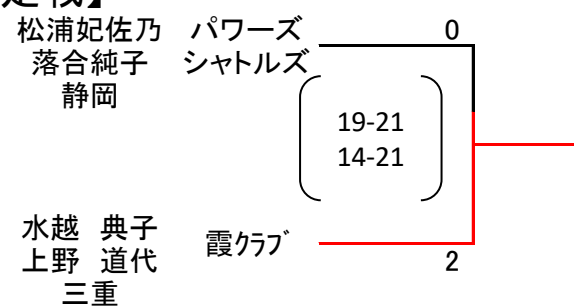 定戦】
松浦妃佐乃 パワーズ 0
落合純子 シャトルズ
静岡
19-21
14-21
水越 典子 霞クラブ
上野 道代 2
三重